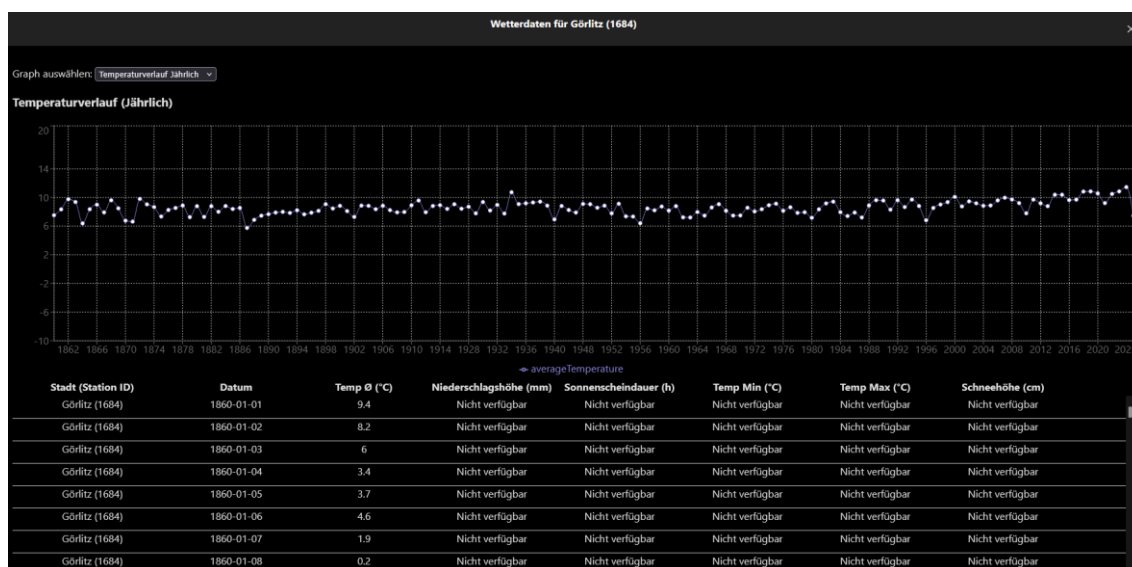 Wetterdaten für Görlitz (1684)
Graph auswählen: Temperaturverlauf Jährlich
Temperaturverlauf (Jährlich)
20
14
10
6
2
-2
-6
-10
1862 1866 1870 1874 1878 1882 1886 1890 1894 1898 1902 1906 1910 1914 1928 1932 1936 1940 1948 1952 1956 1960 1964 1968 1972 1976 1980 1984 1988 1992 1996 2000 2004 2008 2012 2016 2020 202
averageTemperature
Stadt (Station ID) Datum Temp Ø (°C) Niederschlagshöhe (mm) Sonnenscheindauer (h) Temp Min (°C) Temp Max (°C) Schneehöhe (cm)
Görlitz (1684) 1860-01-01 9.4 Nicht verfügbar Nicht verfügbar Nicht verfügbar Nicht verfügbar Nicht verfügbar
Görlitz (1684) 1860-01-02 8.2 Nicht verfügbar Nicht verfügbar Nicht verfügbar Nicht verfügbar Nicht verfügbar
Görlitz (1684) 1860-01-03 6 Nicht verfügbar Nicht verfügbar Nicht verfügbar Nicht verfügbar Nicht verfügbar
Görlitz (1684) 1860-01-04 3.4 Nicht verfügbar Nicht verfügbar Nicht verfügbar Nicht verfügbar Nicht verfügbar
Görlitz (1684) 1860-01-05 3.7 Nicht verfügbar Nicht verfügbar Nicht verfügbar Nicht verfügbar Nicht verfügbar
Görlitz (1684) 1860-01-06 4.6 Nicht verfügbar Nicht verfügbar Nicht verfügbar Nicht verfügbar Nicht verfügbar
Görlitz (1684) 1860-01-07 1.9 Nicht verfügbar Nicht verfügbar Nicht verfügbar Nicht verfügbar Nicht verfügbar
Görlitz (1684) 1860-01-08 0.2 Nicht verfügbar Nicht verfügbar Nicht verfügbar Nicht verfügbar Nicht verfügbar